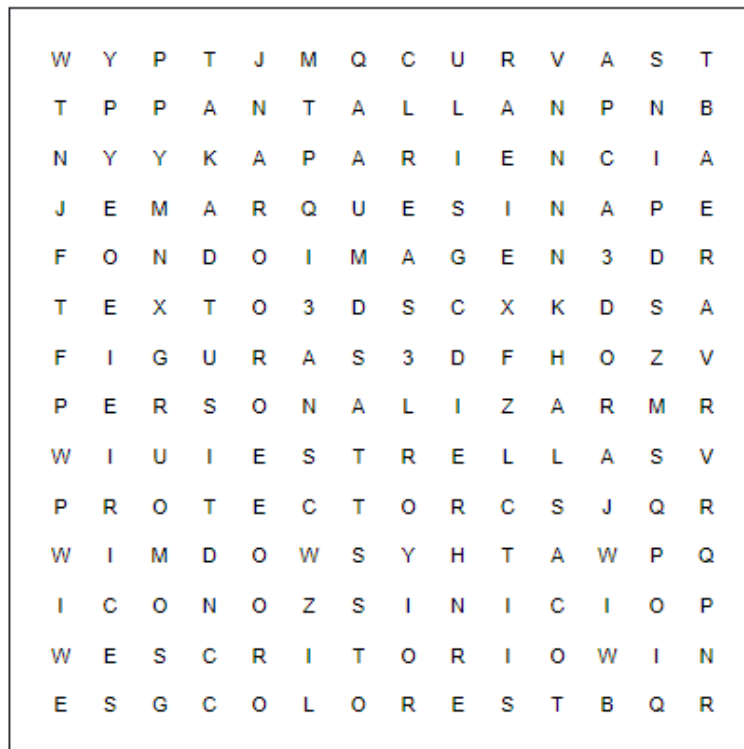 W Y P T J M Q C U R V A S T
T P P A N T A L L A N P N B
N Y Y K A P A R I E N C I A
J E M A R Q U E S I N A P E
F O N D O I M A G E N 3 D R
T E X T O 3 D S C X K D S A
F I G U R A S 3 D F H O Z V
P E R S O N A L I Z A R M R
W I U I E S T R E L L A S V
P R O T E C T O R C S J Q R
W I M D O W S Y H T A W P Q
I C O N O Z S I N I C I O P
W E S C R I T O R I O W I N
E S G C O L O R E S T B Q R